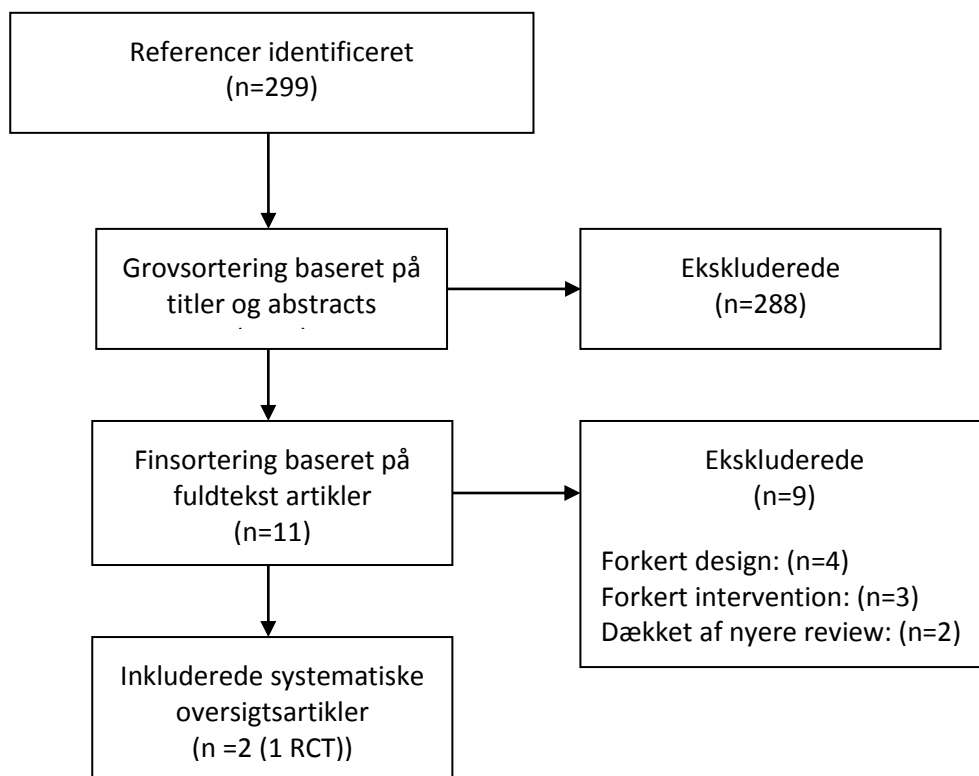 Referencer identificeret
(n=299)
Grovsortering baseret på
titler og abstracts
Ekskluderede
(n=288)
Finsortering baseret på
fuldtekst artikler
(n=11)
Ekskluderede
(n=9)
Forkert design: (n=4)
Forkert intervention: (n=3)
Dækket af nyere review: (n=2)
Inkluderede systematiske
oversigtsartikler
(n =2 (1 RCT))